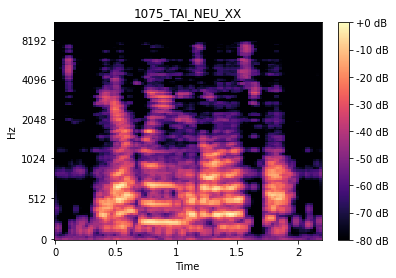 1075_TAI_NEU_XX
+0 dB
8192
-10 dB
4096
-20 dB
-30 dB
2048
Hz
-40 dB
1024
-50 dB
512
-60 dB
-70 dB
0
-80 dB
0
0.5
1
1.5
2
Time